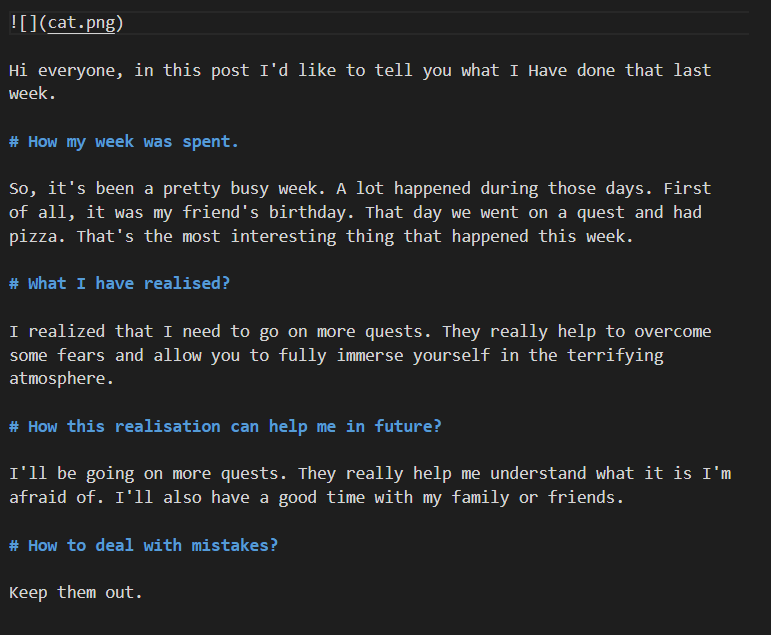 ![](cat.png)
Hi everyone, in this post I'd like to tell you what I Have done that last
week.
# How my week was spent.
So, it's been a pretty busy week. A lot happened during those days. First
of all, it was my friend's birthday. That day we went on a quest and had
pizza. That's the most interesting thing that happened this week.
# What I have realised?
I realized that I need to go on more quests. They really help to overcome
some fears and allow you to fully immerse yourself in the terrifying
atmosphere.
# How this realisation can help me in future?
I'll be going on more quests. They really help me understand what it is I'm
afraid of. I'll also have a good time with my family or friends.
# How to deal with mistakes?
Keep them out.